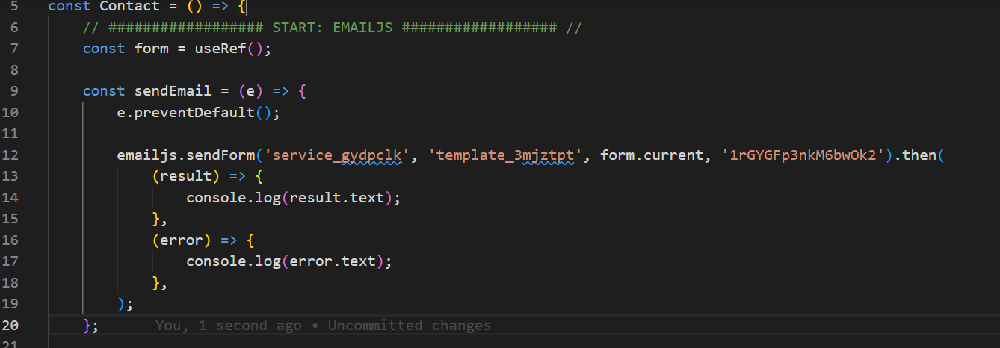 5 const Contact = () => {
6 // ################## START: EMAILJS ################## //
7 const form = useRef();
8
9 const sendEmail = (e) => {
10 e.preventDefault();
11
12 emailjs.sendForm('service_gydpclk', 'template_3mjztpt', form.current, '1rGYGFp3nkM6bwOk2').then(
13 (result) => {
14 console.log(result.text);
15 },
16 (error) => {
17 console.log(error.text);
18 },
19 );
20 }; You, 1 second ago • Uncommitted changes
21